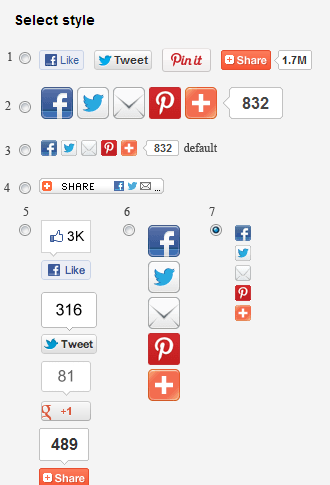 Select style
1 Like Tweet Pin it Share 1.7M
2 832
3 832 default
4 SHARE ...
5 6 7
3K
Like
316
Tweet
81
g +1
489
Share